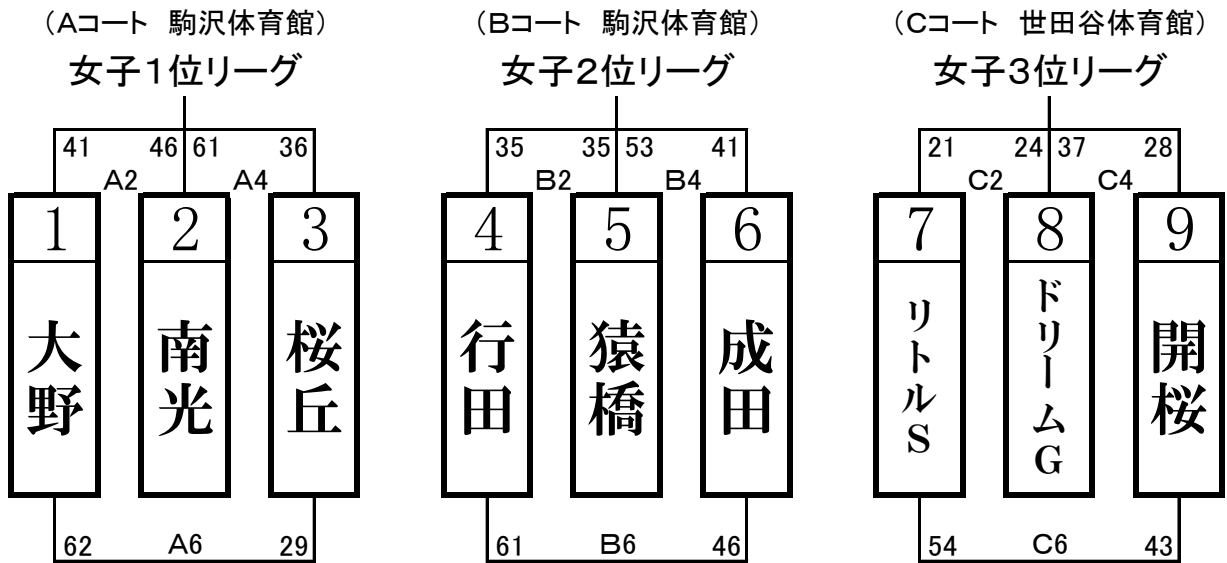 （Aコート　駒沢体育館）
女子１位リーグ
41 46 61 36
A2 A4
1 2 3
大野 南光 桜丘
62 A6 29
（Bコート　駒沢体育館）
女子２位リーグ
35 35 53 41
B2 B4
4 5 6
行田 猿橋 成田
61 B6 46
（Cコート　世田谷体育館）
女子３位リーグ
21 24 37 28
C2 C4
7 8 9
リトルS ドリームG 開桜
54 C6 43